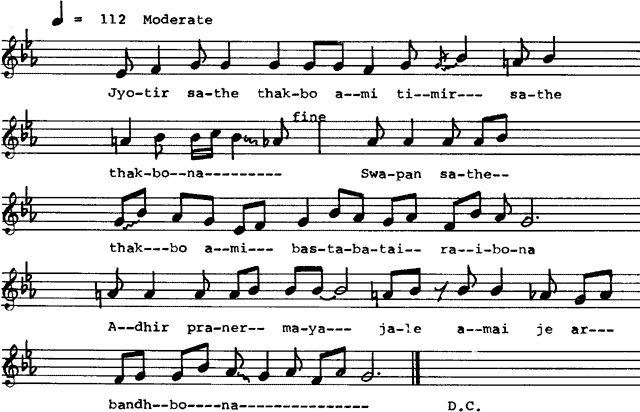 = 112 Moderate
Jyo-tir sa-the thak-bo a--mi ti--mir--- sa-the
fine
thak-bo--na---------- Swa-pan sa-the--
thak---bo a-mi--- bas-ta-ba-tai-- ra--i-bo-na
A--dhir pra-ner-- ma-ya--- ja-le a--mai je ar---
bandh--bo---na---------------- D.C.